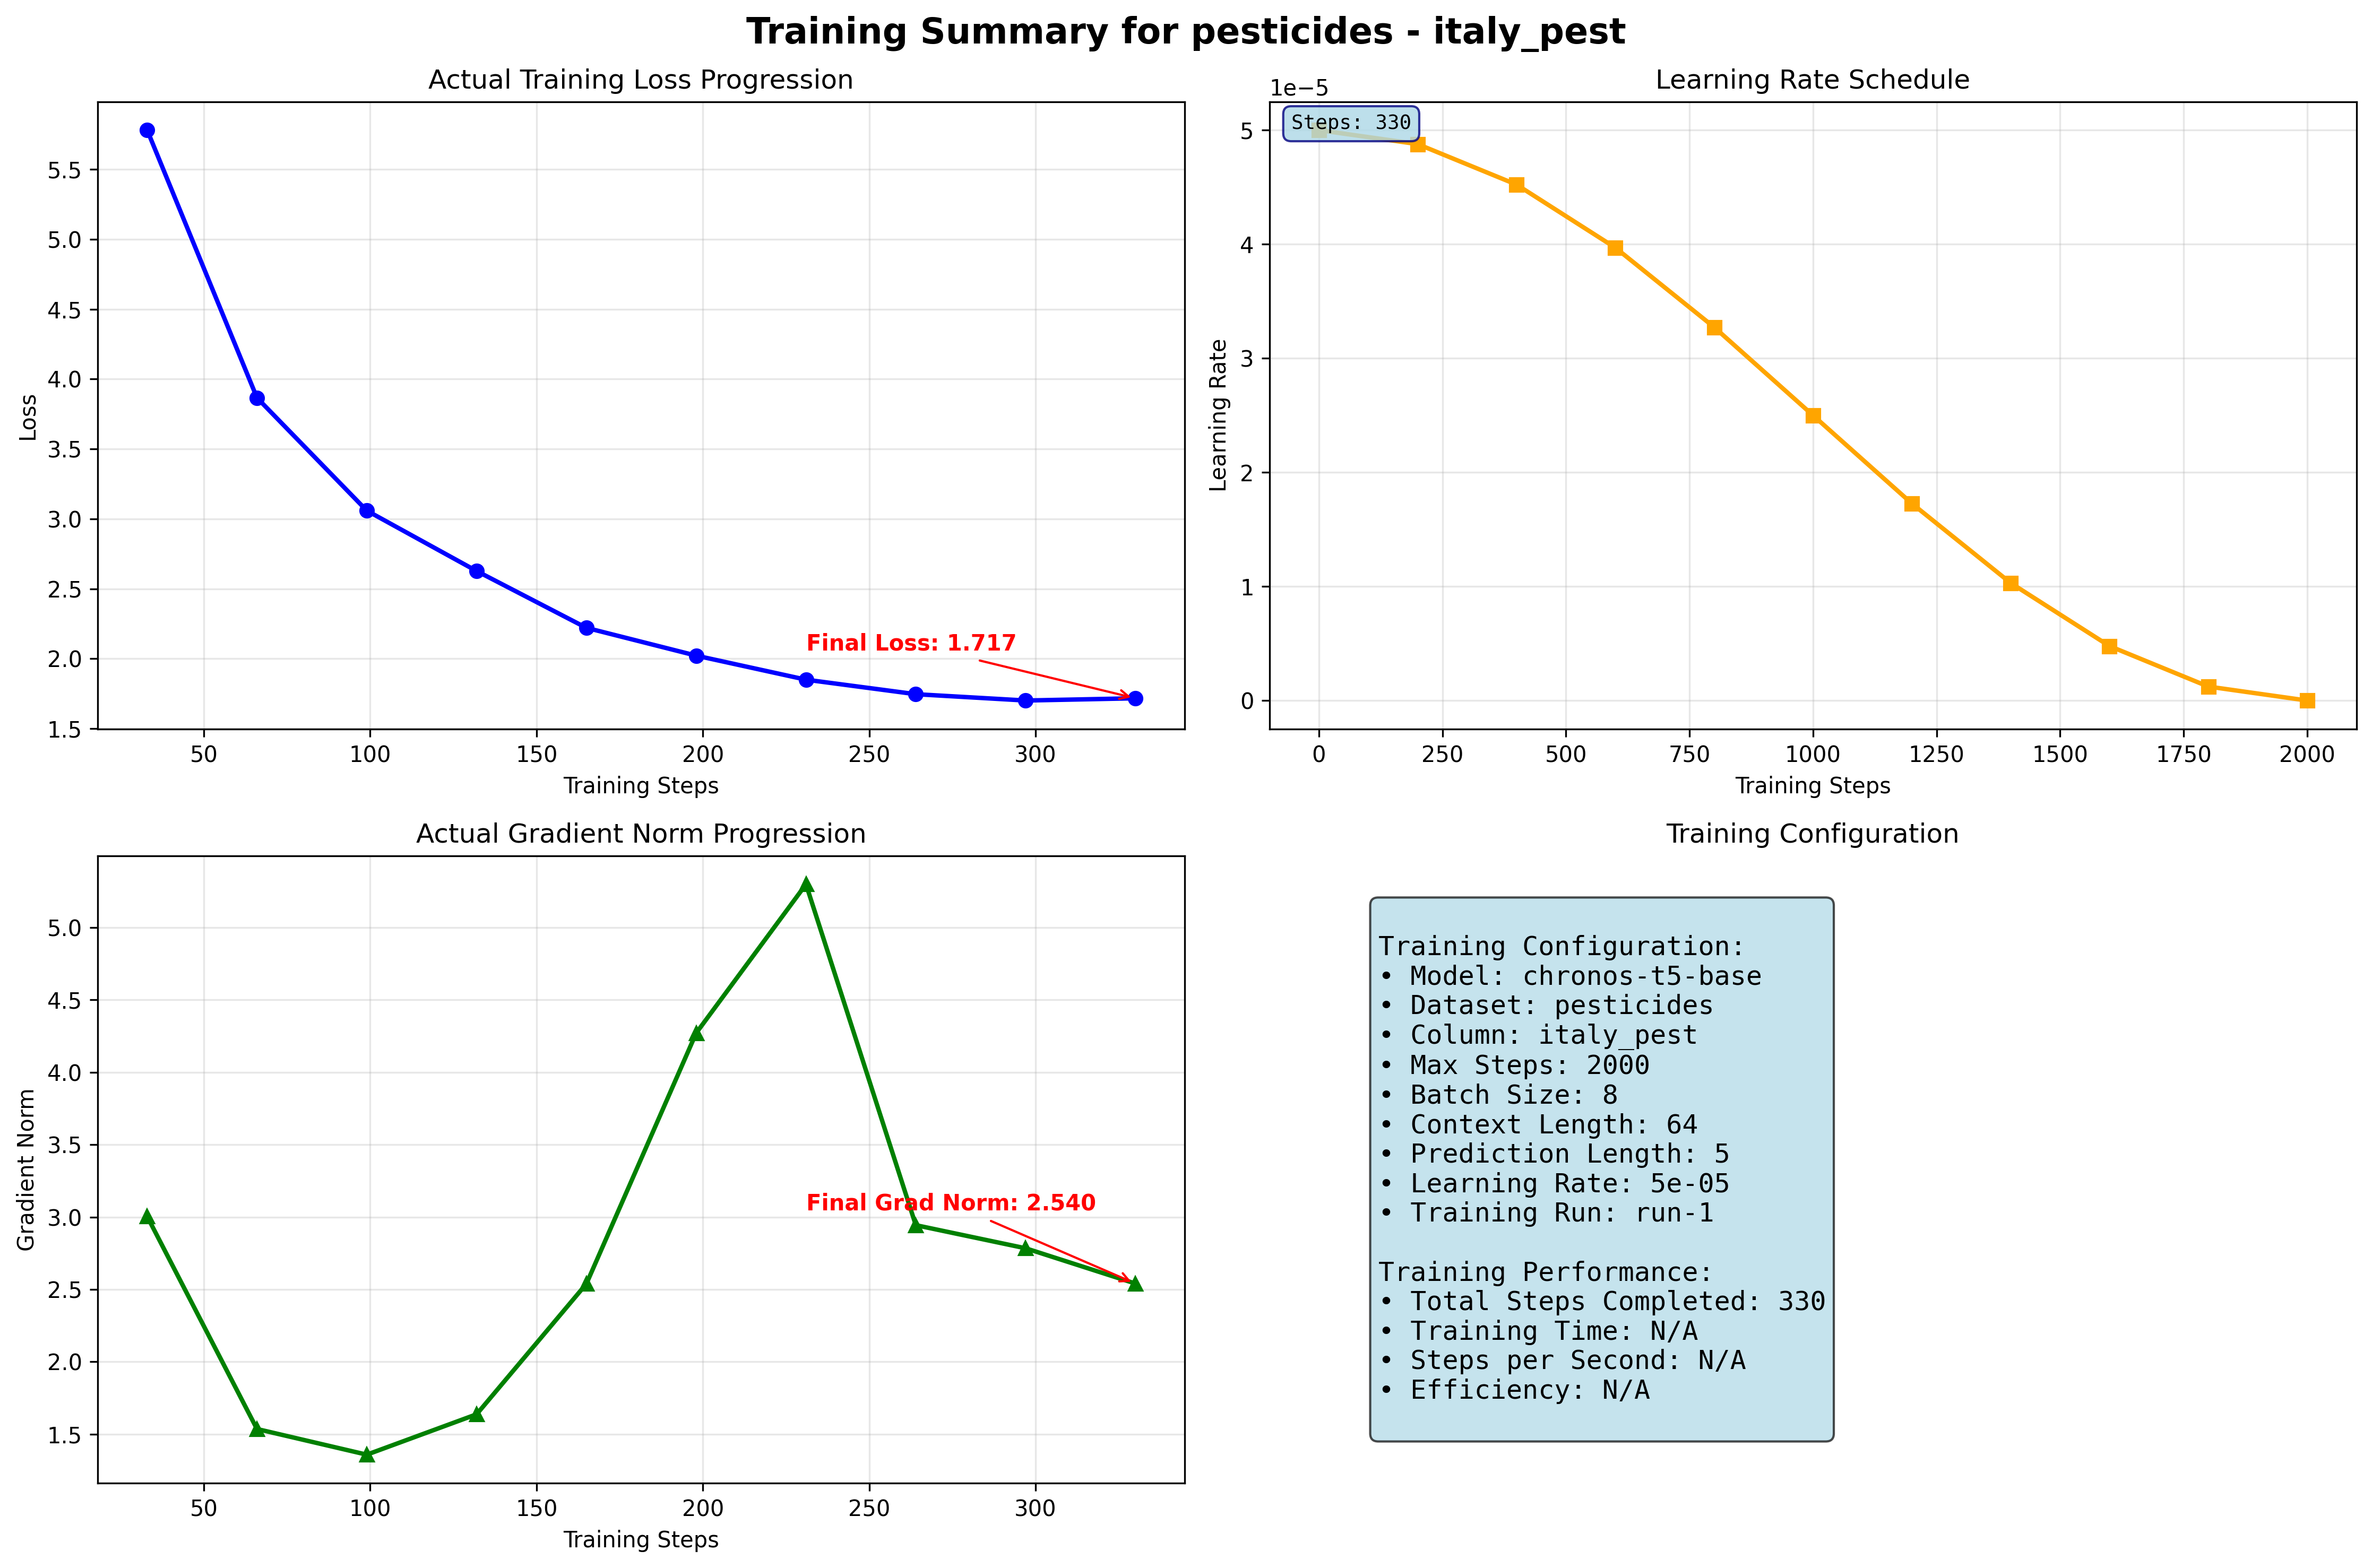 Training Summary for pesticides - italy_pest
Actual Training Loss Progression
Loss
5.5
5.0
4.5
4.0
3.5
3.0
2.5
2.0
1.5
Final Loss: 1.717
50 100 150 200 250 300
Training Steps
Learning Rate Schedule
1e−5
Steps: 330
Learning Rate
5
4
3
2
1
0
0 250 500 750 1000 1250 1500 1750 2000
Training Steps
Actual Gradient Norm Progression
Gradient Norm
5.0
4.5
4.0
3.5
3.0
2.5
2.0
1.5
Final Grad Norm: 2.540
50 100 150 200 250 300
Training Steps
Training Configuration
Training Configuration:
• Model: chronos-t5-base
• Dataset: pesticides
• Column: italy_pest
• Max Steps: 2000
• Batch Size: 8
• Context Length: 64
• Prediction Length: 5
• Learning Rate: 5e-05
• Training Run: run-1
Training Performance:
• Total Steps Completed: 330
• Training Time: N/A
• Steps per Second: N/A
• Efficiency: N/A